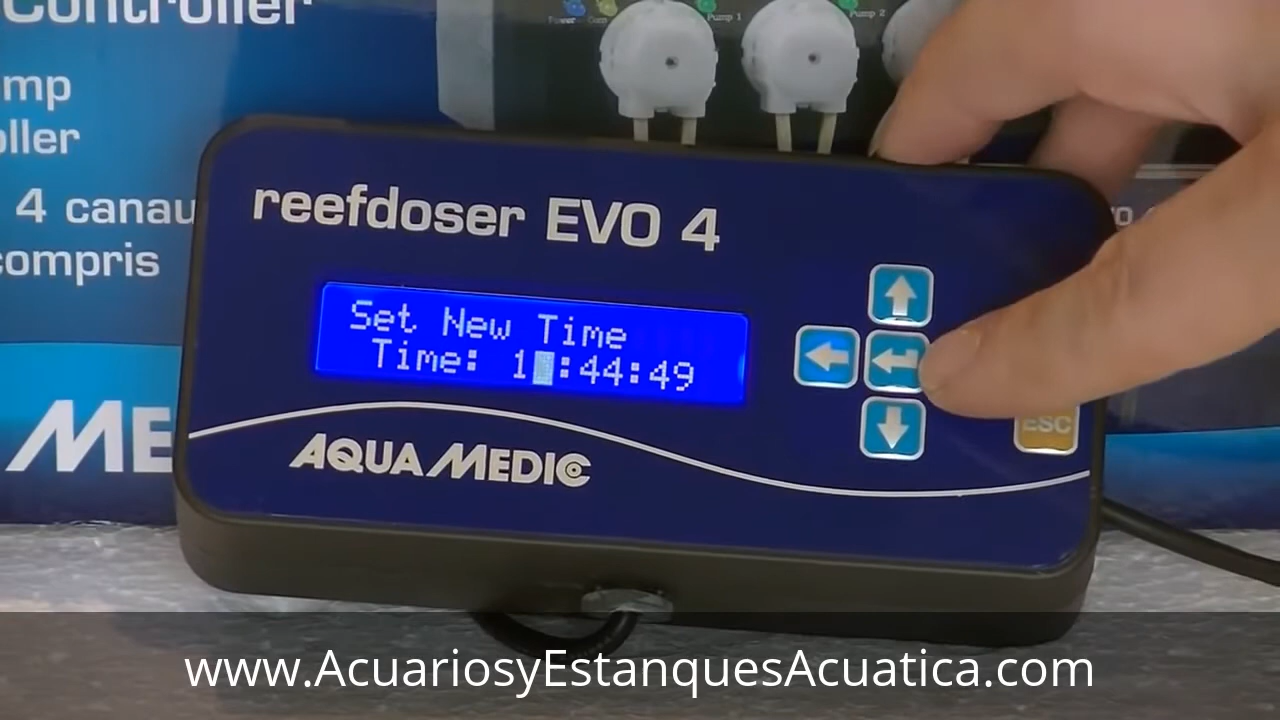 Controller
Power Com Pump 1 Pump 2
mp
oller
4 canau
compris
reefdoser EVO 4
Set New Time
Time: 1 :44:49
ESC
AQUA MEDIC
ME
www.AcuariosyEstanquesAcuatica.com